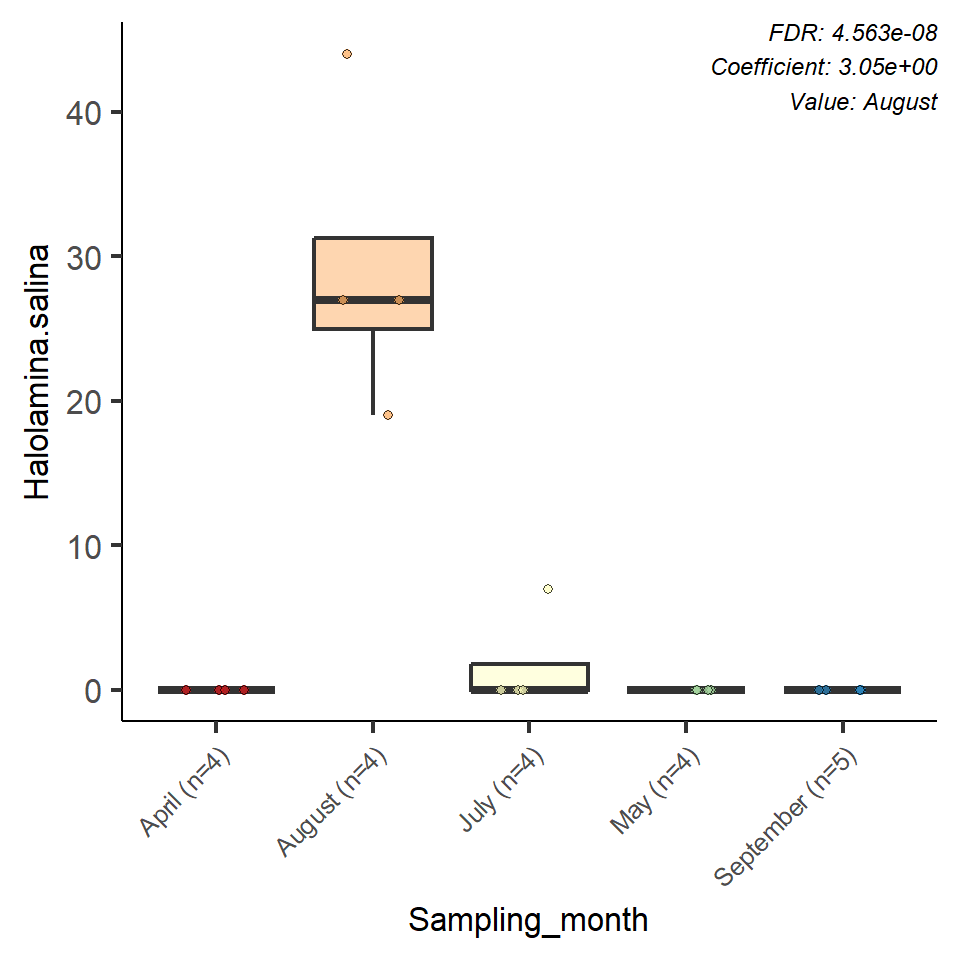 FDR: 4.563e-08
Coefficient: 3.05e+00
Value: August
Halolamina.salina
40
30
20
10
0
April (n=4)
August (n=4)
July (n=4)
May (n=4)
September (n=5)
Sampling_month